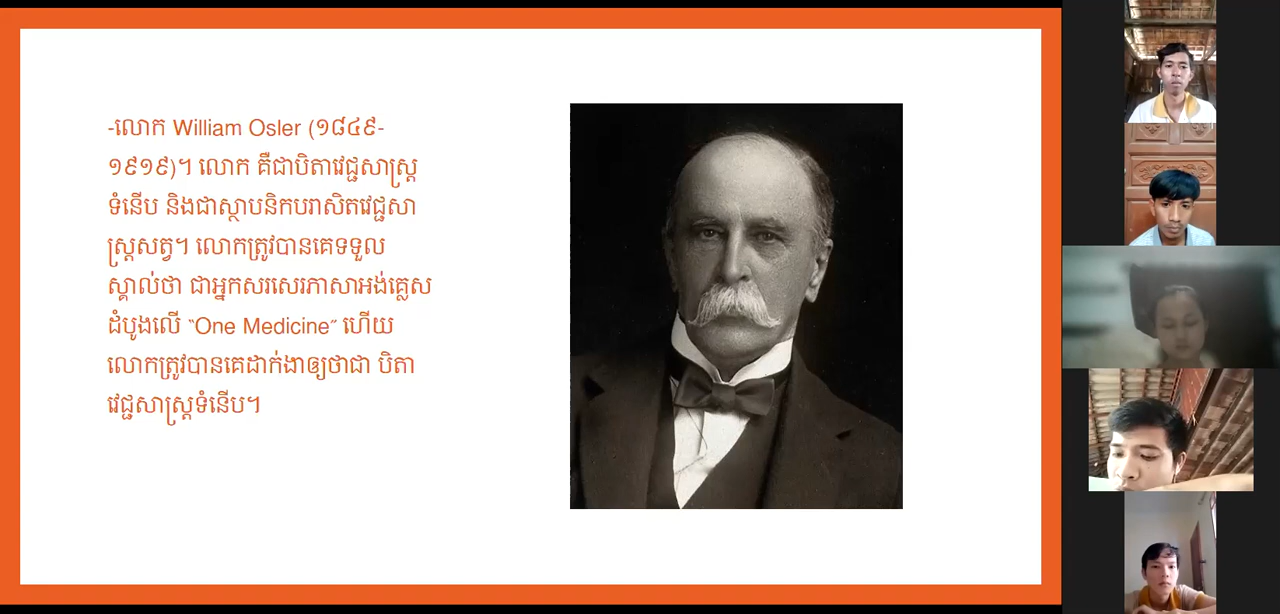 -លោក William Osler (១៨៤៩-
១៩១៩)។ លោក គឺជាបិតាវេជ្ជសាស្ត្រ
ទំនើប និងជាស្ថាបនិកបរាសិតវេជ្ជសា
ស្ត្រសត្វ។ លោកត្រូវបានគេទទួល
ស្គាល់ថា ជាអ្នកសរសេរភាសាអង់គ្លេស
ដំបូងលើ “One Medicine” ហើយ
លោកត្រូវបានគេដាក់ងាឲ្យថាជា បិតា
វេជ្ជសាស្ត្រទំនើប។